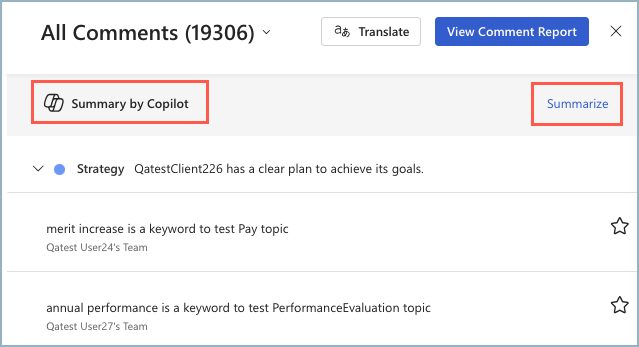 All Comments (19306)
Translate
View Comment Report
Summary by Copilot
Summarize
Strategy QatestClient226 has a clear plan to achieve its goals.
merit increase is a keyword to test Pay topic
Qatest User24's Team
annual performance is a keyword to test PerformanceEvaluation topic
Qatest User27's Team